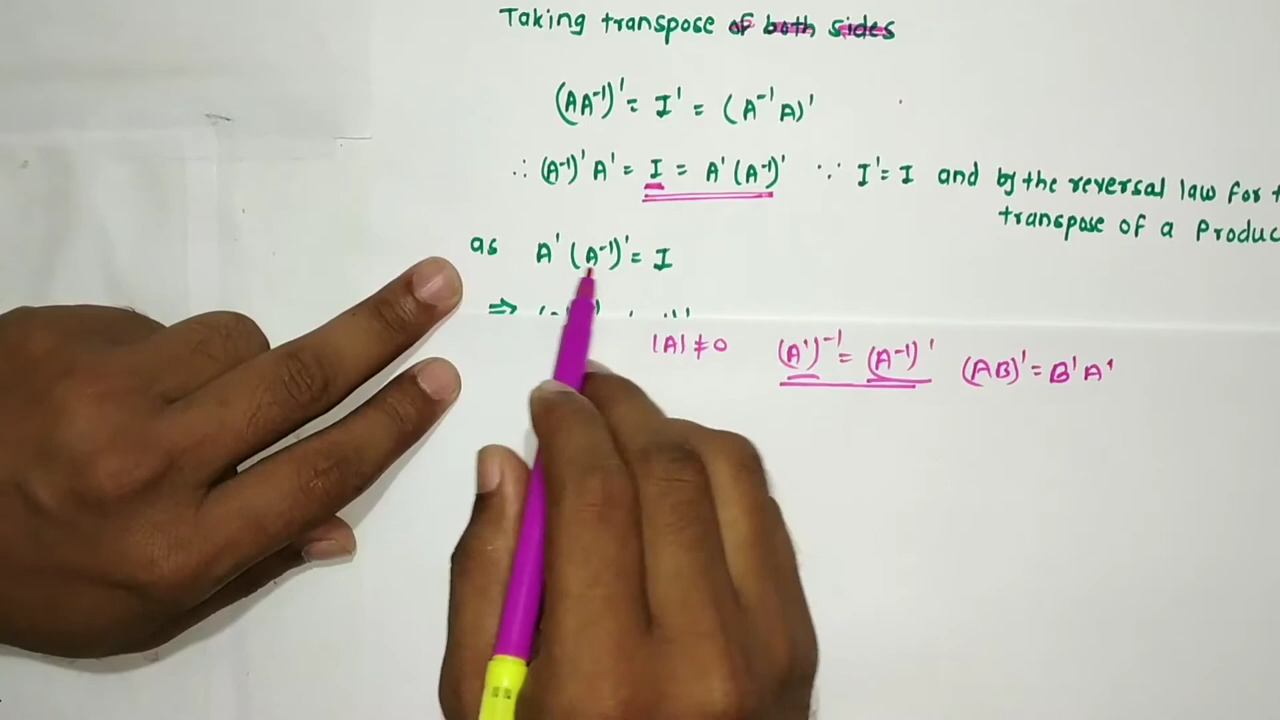 Taking transpose of both sides
(AA⁻¹)' = I' = (A⁻¹A)'
∴ (A⁻¹)' A' = I = A' (A⁻¹)' ∵ I' = I and by the reversal law for
transpose of a Produc
as A' (A⁻¹)' = I
⇒
|A| ≠ 0 (A')⁻¹ = (A⁻¹)' (AB)' = B'A'